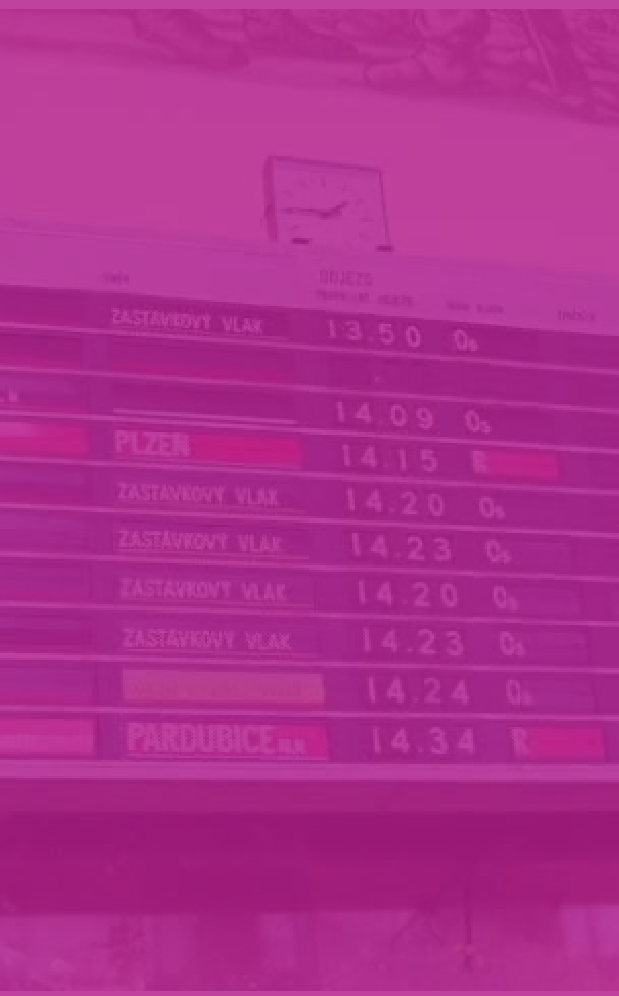 ODJEZD
ZASTÁVKOVÝ VLAK 13.50 Os
14.09 Os
PLZEŇ 14.15 R
ZASTÁVKOVÝ VLAK 14.20 Os
ZASTÁVKOVÝ VLAK 14.23 Os
ZASTÁVKOVÝ VLAK 14.20 Os
ZASTÁVKOVÝ VLAK 14.23 Os
14.24 Os
PARDUBICE HL.N. 14.34 R